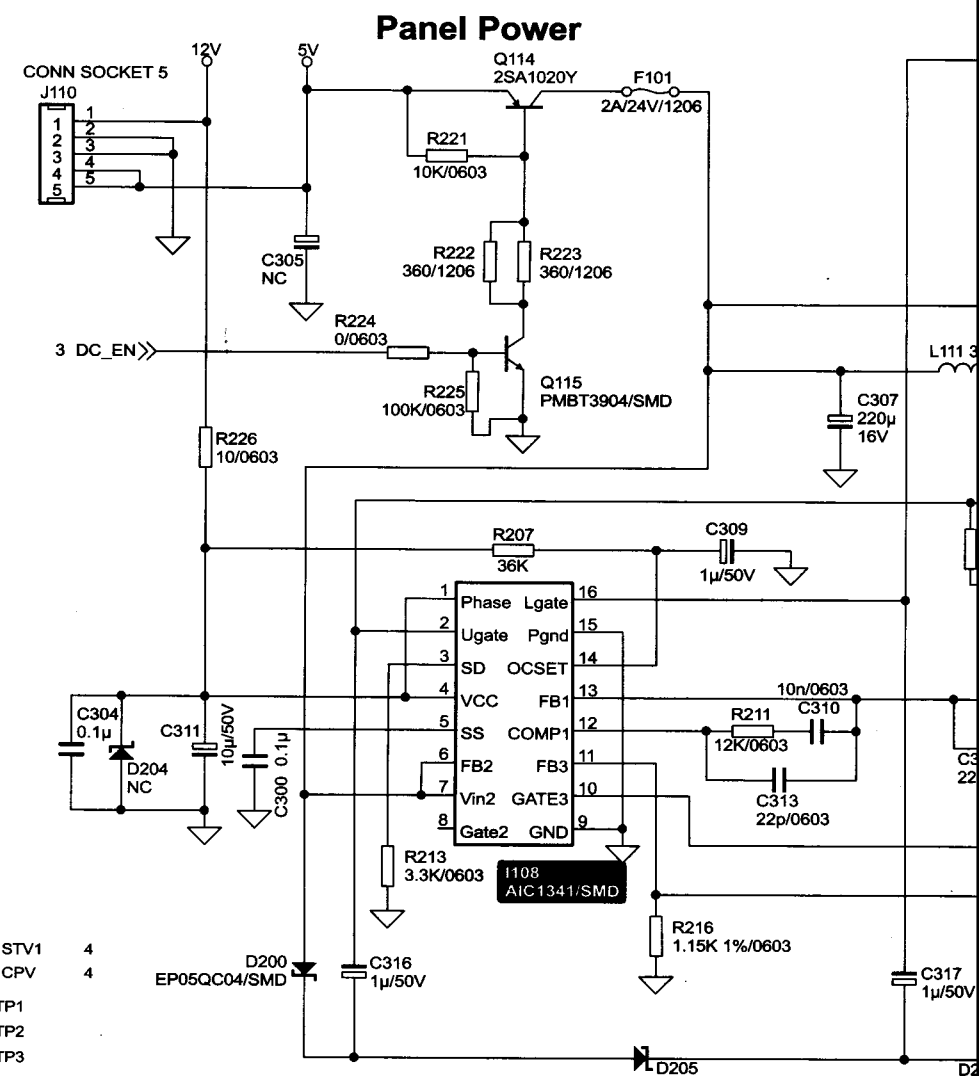 Panel Power
12V
5V
Q114
2SA1020Y
F101
2A/24V/1206
CONN SOCKET 5
J110
1
2
3
4
5
1
2
3
4
5
R221
10K/0603
C305
NC
R222
360/1206
R223
360/1206
R224
0/0603
3 DC_EN
R225
100K/0603
Q115
PMBT3904/SMD
L111 3
C307
220µ
16V
R226
10/0603
R207
36K
C309
1µ/50V
1
2
3
4
5
6
7
8
Phase
Ugate
SD
VCC
SS
FB2
Vin2
Gate2
Lgate
Pgnd
OCSET
FB1
COMP1
FB3
GATE3
GND
16
15
14
13
12
11
10
9
C304
0.1µ
D204
NC
C311
10µ/50V
C300 0.1µ
10n/0603
C310
R211
12K/0603
C313
22p/0603
C3
22
R213
3.3K/0603
I108
AIC1341/SMD
R216
1.15K 1%/0603
STV1 4
CPV 4
TP1
TP2
TP3
D200
EP05QC04/SMD
C316
1µ/50V
C317
1µ/50V
D205
D2